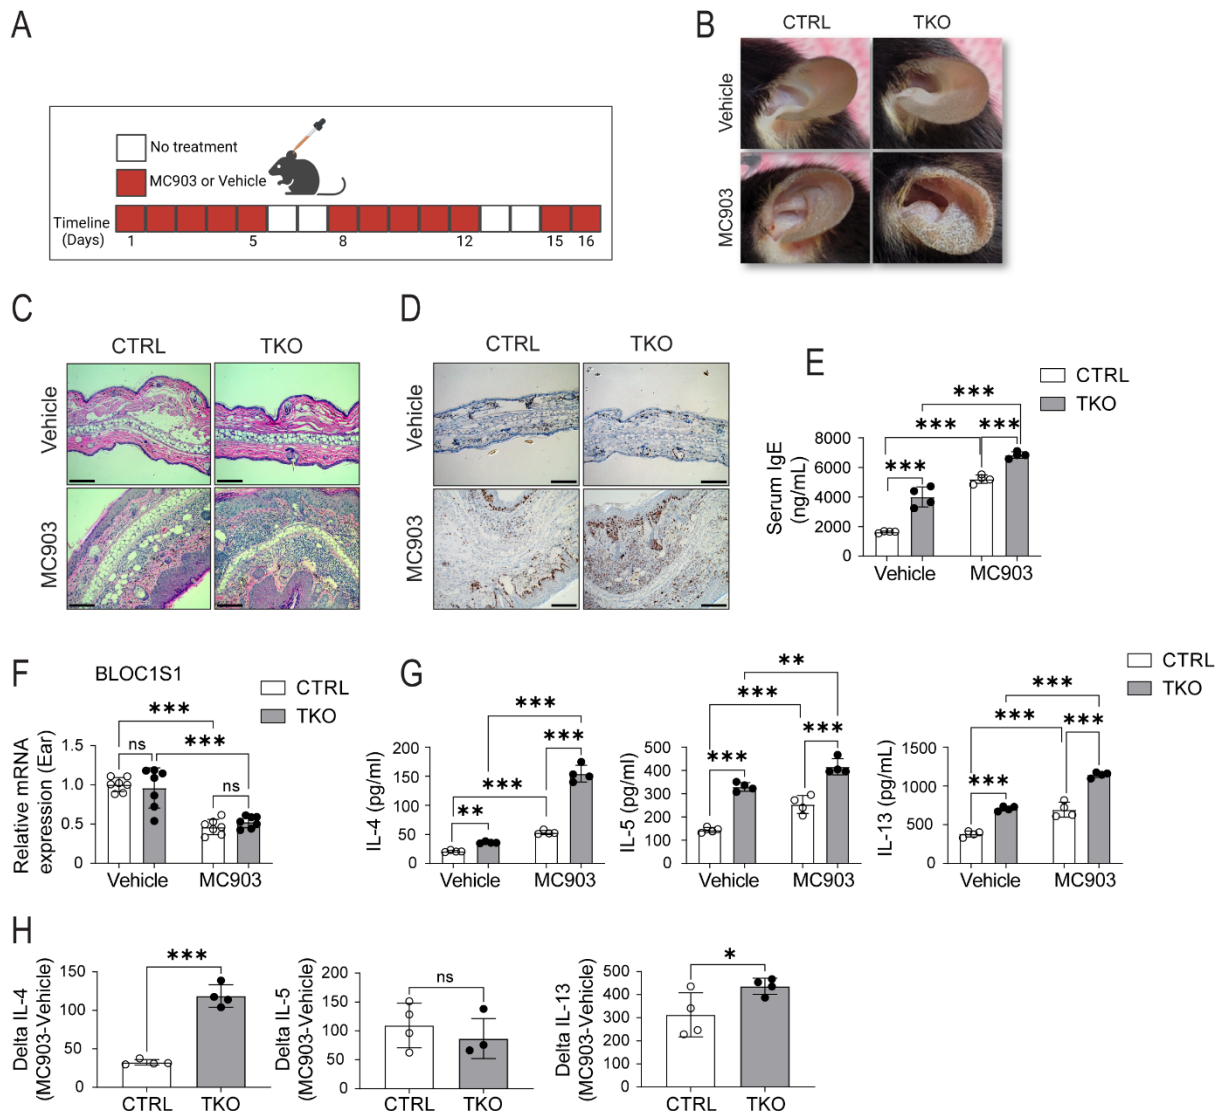 A
No treatment
MC903 or Vehicle
Timeline
(Days)
1
5
8
12
15
16
B
CTRL
TKO
Vehicle
MC903
C
CTRL
TKO
Vehicle
MC903
D
CTRL
TKO
Vehicle
MC903
E
CTRL
TKO
***
***
***
***
Serum IgE
(ng/mL)
8000
6000
4000
2000
0
Vehicle
MC903
F
BLOC1S1
CTRL
TKO
***
ns
***
ns
Relative mRNA
expression (Ear)
1.5
1.0
0.5
0
Vehicle
MC903
G
CTRL
TKO
***
***
***
**
IL-4 (pg/ml)
200
150
100
50
0
Vehicle
MC903
**
***
***
***
IL-5 (pg/ml)
500
400
300
200
100
0
Vehicle
MC903
***
***
***
***
IL-13 (pg/mL)
1500
1000
500
0
Vehicle
MC903
H
***
Delta IL-4
(MC903-Vehicle)
150
100
50
0
CTRL
TKO
ns
Delta IL-5
(MC903-Vehicle)
200
150
100
50
0
CTRL
TKO
*
Delta IL-13
(MC903-Vehicle)
500
400
300
200
100
0
CTRL
TKO